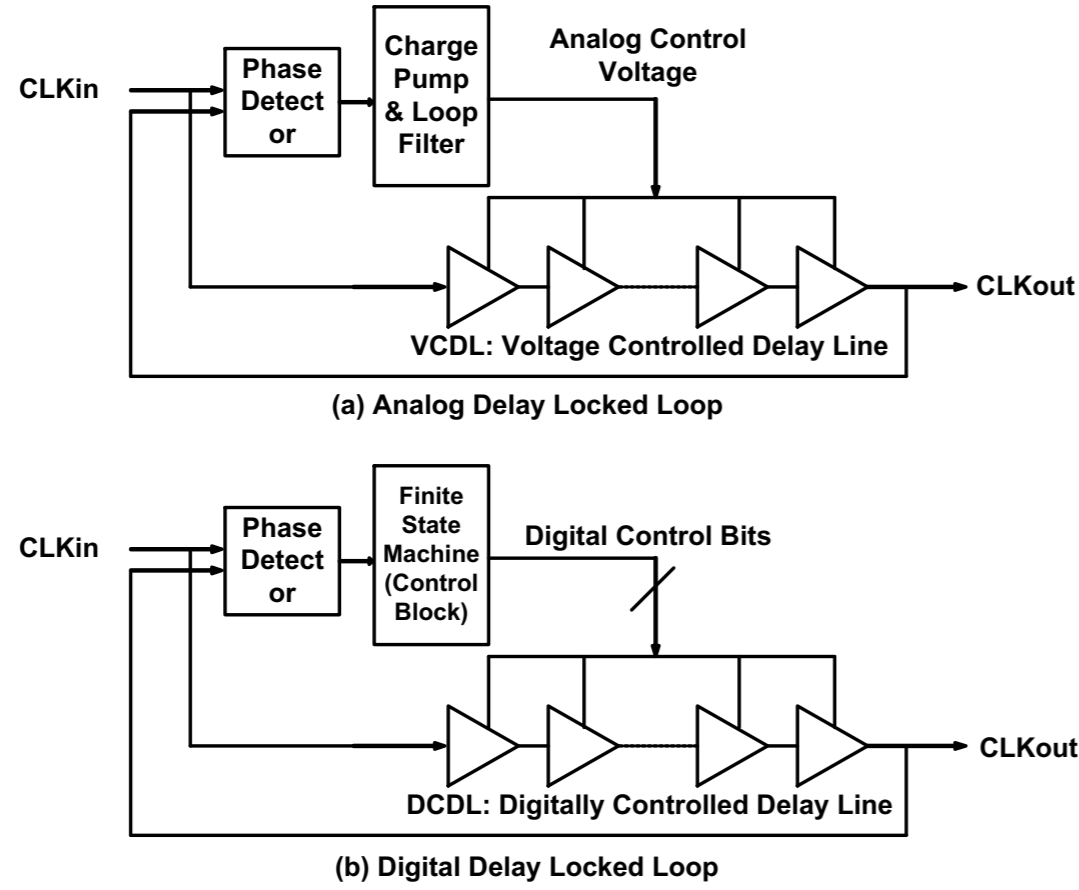 CLKin
Phase
Detect
or
Charge
Pump
& Loop
Filter
Analog Control
Voltage
CLKout
VCDL: Voltage Controlled Delay Line
(a) Analog Delay Locked Loop
CLKin
Phase
Detect
or
Finite
State
Machine
(Control
Block)
Digital Control Bits
CLKout
DCDL: Digitally Controlled Delay Line
(b) Digital Delay Locked Loop